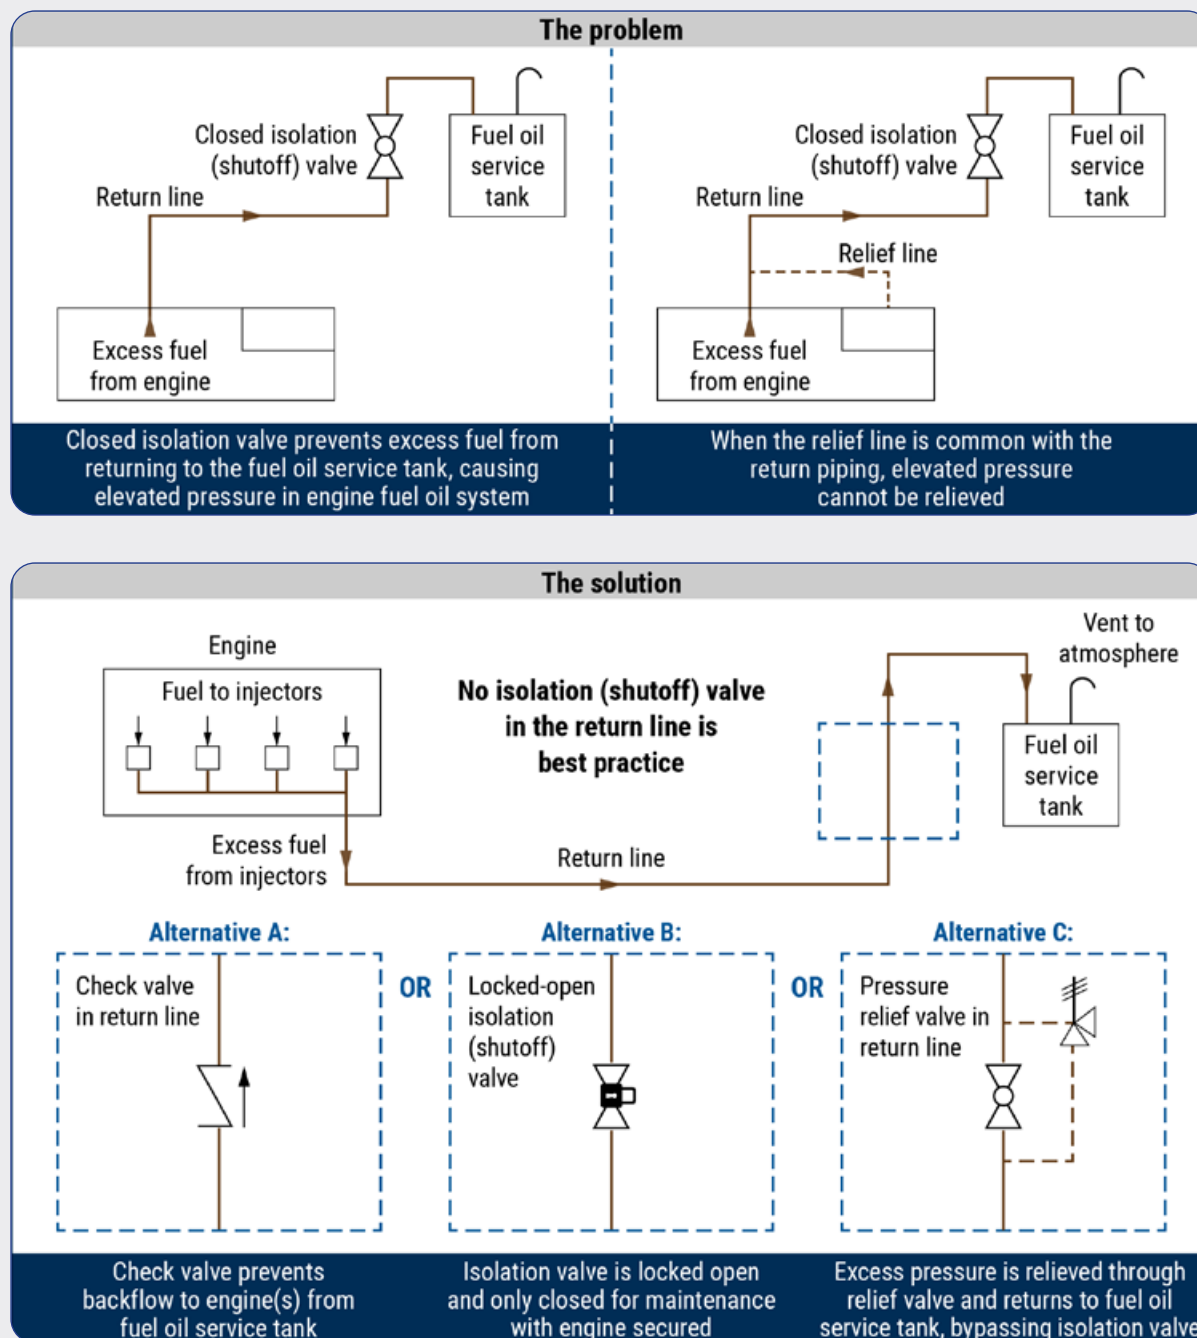 The problem
Closed isolation
(shutoff) valve
Fuel oil
service
tank
Return line
Excess fuel
from engine
Closed isolation valve prevents excess fuel from
returning to the fuel oil service tank, causing
elevated pressure in engine fuel oil system
Closed isolation
(shutoff) valve
Fuel oil
service
tank
Return line
Relief line
Excess fuel
from engine
When the relief line is common with the
return piping, elevated pressure
cannot be relieved
The solution
Engine
Fuel to injectors
No isolation (shutoff) valve
in the return line is
best practice
Vent to
atmosphere
Fuel oil
service
tank
Excess fuel
from injectors
Return line
Alternative A:
Check valve
in return line
OR
Alternative B:
Locked-open
isolation
(shutoff)
valve
OR
Alternative C:
Pressure
relief valve in
return line
Check valve prevents
backflow to engine(s) from
fuel oil service tank
Isolation valve is locked open
and only closed for maintenance
with engine secured
Excess pressure is relieved through
relief valve and returns to fuel oil
service tank, bypassing isolation valve